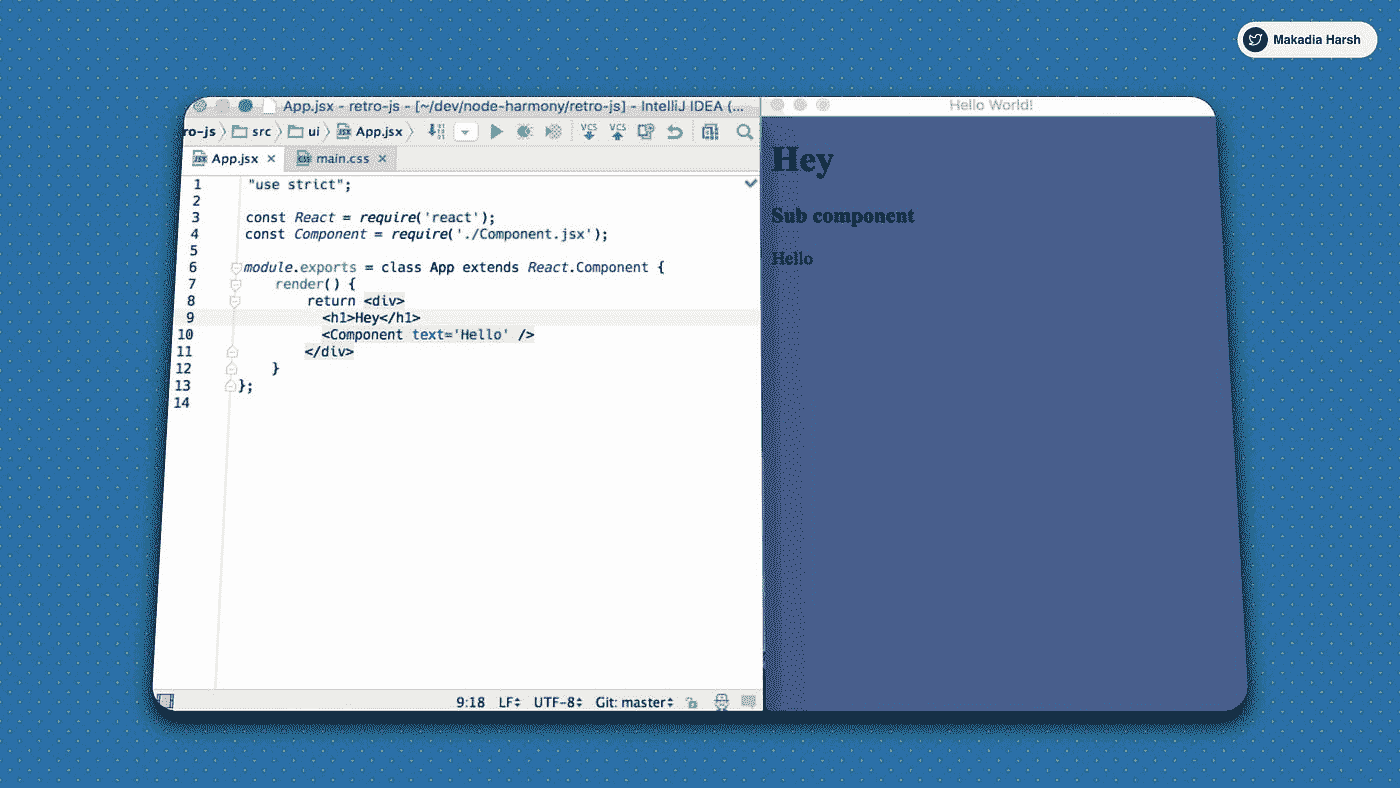 Makadia Harsh
App.jsx - retro-js - [~/dev/node-harmony/retro-js] - IntelliJ IDEA (...
ro-js src ui App.jsx VCS VCS
App.jsx × main.css ×
1 "use strict";
2
3 const React = require('react');
4 const Component = require('./Component.jsx');
5
6 module.exports = class App extends React.Component {
7 render() {
8 return <div>
9 <h1>Hey</h1>
10 <Component text='Hello' />
11 </div>
12 }
13 };
14
9:18 LF UTF-8 Git: master
Hello World!
Hey
Sub component
Hello